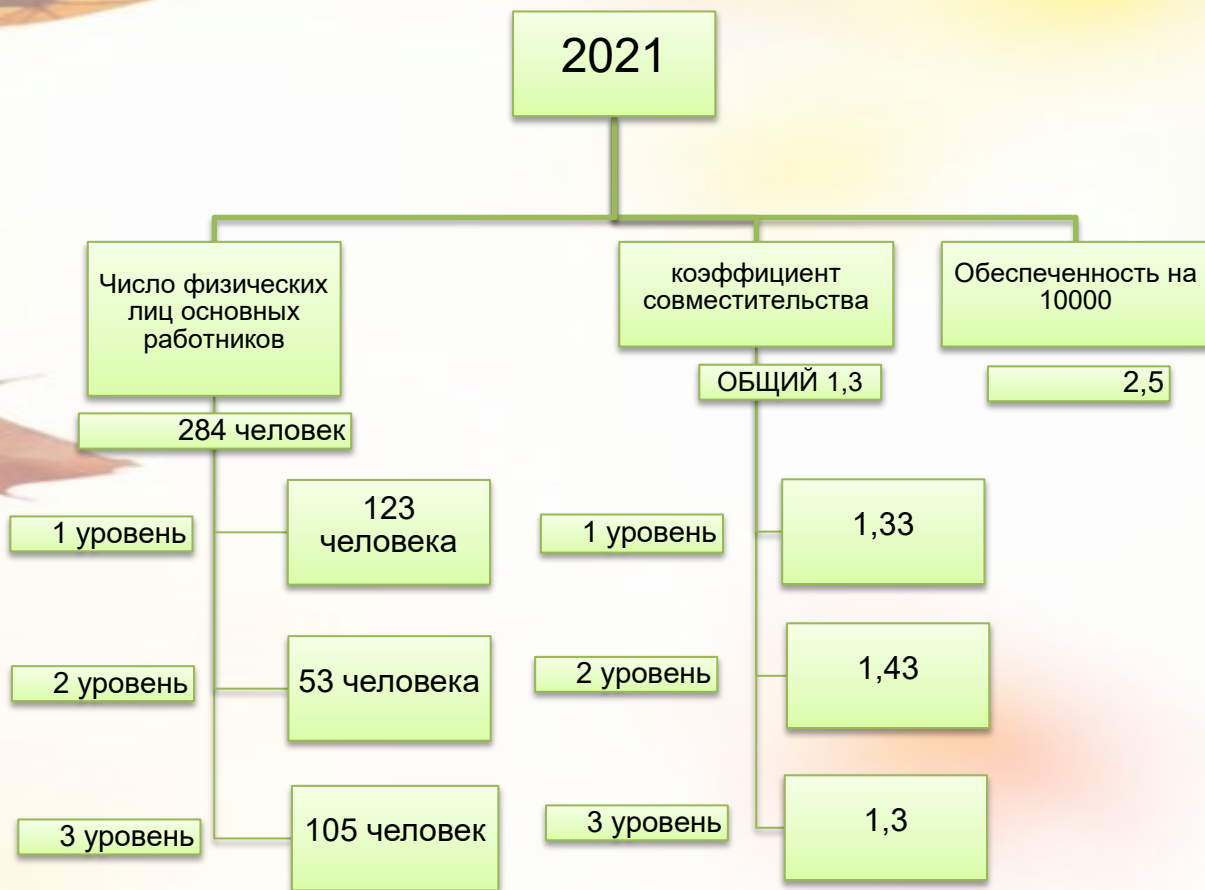 2021
Число физических
лиц основных
работников
284 человек
1 уровень
123
человека
2 уровень
53 человека
3 уровень
105 человек
коэффициент
совместительства
ОБЩИЙ 1,3
1 уровень
1,33
2 уровень
1,43
3 уровень
1,3
Обеспеченность на
10000
2,5